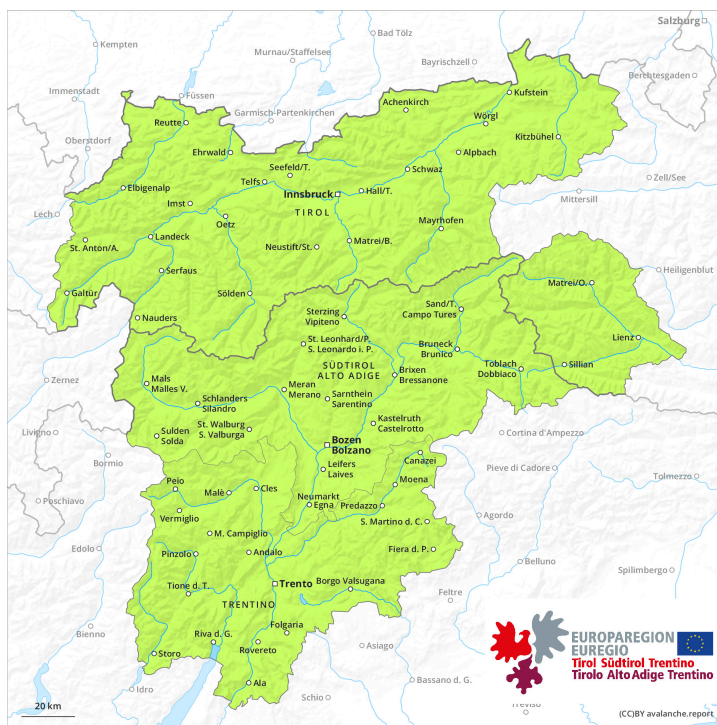 Salzburg
Kempten
Bad Tölz
Murnau/Staffelsee
Bayrischzell
Berchtesgaden
Immenstadt
Füssen
Garmisch-Partenkirchen
Achenkirch
Kufstein
Reutte
Wörgl
Kitzbühel
Oberstdorf
Ehrwald
Alpbach
Seefeld/T.
Schwaz
Zell/See
Telfs
Elbigenalp
Innsbruck
Hall/T.
Mittersill
Imst
TIROL
Lech
Oetz
Mayrhofen
Landeck
St. Anton/A.
Neustift/St.
Matrei/B.
Serfaus
Heiligenblut
Matrei/O.
Galtür
Sölden
Sand/T.
Campo Tures
Nauders
Sterzing
Vipiteno
Lienz
St. Leonhard/P.
S. Leonardo i. P.
Bruneck
Brunico
SÜDTIROL
ALTO ADIGE
Toblach
Dobbiaco
Sillian
Zernez
Mals
Malles V.
Meran
Merano
Brixen
Bressanone
Sarnthein
Sarentino
Schlanders
Silandro
Kastelruth
Castelrotto
St. Walburg
S. Valburga
Livigno
Sulden
Solda
Cortina d'Ampezzo
Bozen
Bolzano
Bormio
Canazei
Leifers
Laives
Pieve di Cadore
Tolmezzo
Peio
Malè
Cles
Moena
Poschiavo
Neumarkt
Egna
Predazzo
Vermiglio
Agordo
S. Martino d. C.
M. Campiglio
Edolo
Pinzolo
Andalo
Fiera d. P.
Belluno
Spilimbergo
Trento
Borgo Valsugana
Tione d. T.
Feltre
TRENTINO
Bienno
Folgaria
Riva d. G.
Rovereto
Asiago
Storo
Ala
Idro
Schio
Bassano d. G.
Treviso
EUROPAREGION
EUREGIO
Tirol Südtirol Trentino
Tirolo Alto Adige Trentino
20 km
(CC)BY avalanche.report